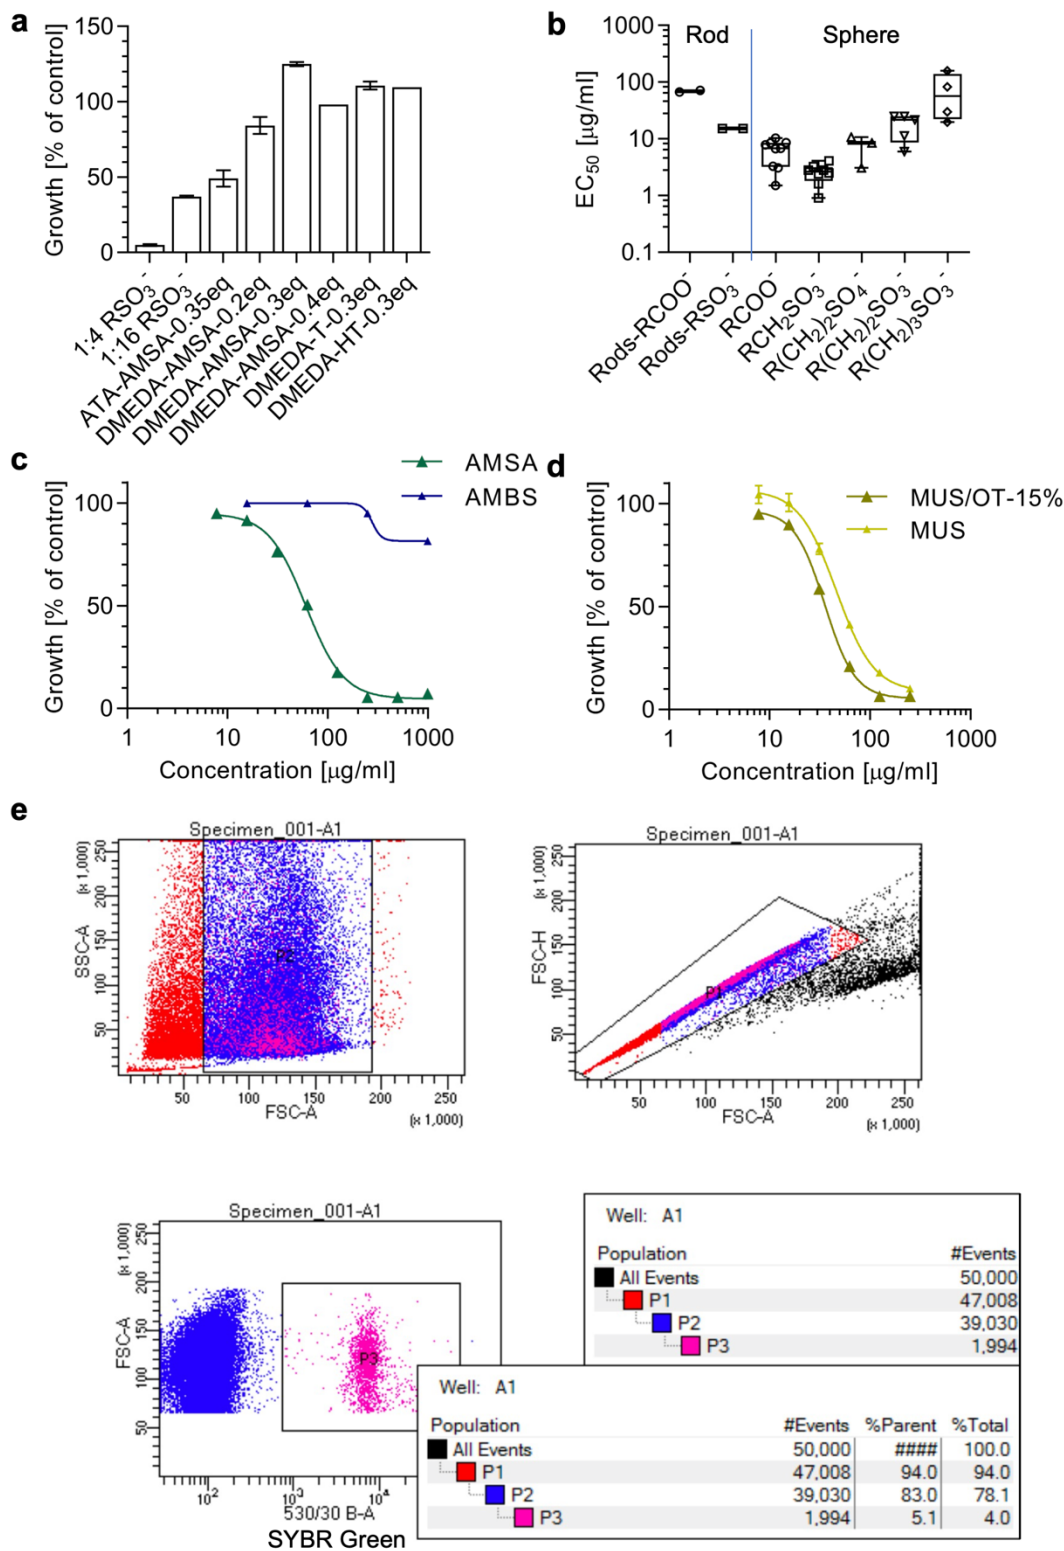 a
Growth [% of control]
150
100
50
0
1:4 RSO₃⁻
1:16 RSO₃⁻
ATA-AMSA-0.35eq
DMEDA-AMSA-0.2eq
DMEDA-AMSA-0.3eq
DMEDA-AMSA-0.4eq
DMEDA-T-0.3eq
DMEDA-HT-0.3eq
b
EC₅₀ [µg/ml]
1000
100
10
1
0.1
Rod
Sphere
Rods-RCOO⁻
Rods-RSO₃⁻
RCOO⁻
RCH₂SO₃⁻
R(CH₂)₂SO₄⁻
R(CH₂)₂SO₃⁻
R(CH₂)₃SO₃⁻
c
AMSA
AMBS
Growth [% of control]
100
50
0
1 10 100 1000
Concentration [µg/ml]
d
MUS/OT-15%
MUS
Growth [% of control]
100
50
0
1 10 100 1000
Concentration [µg/ml]
e
Specimen_001-A1
SSC-A
(x 1,000)
250
200
150
100
50
P2
50 100 150 200 250
FSC-A
(x 1,000)
Specimen_001-A1
FSC-H
(x 1,000)
250
200
150
100
50
P1
50 100 150 200 250
FSC-A
(x 1,000)
Specimen_001-A1
FSC-A
(x 1,000)
250
200
150
100
50
P3
10² 10³ 10⁴
530/30 B-A
SYBR Green
Well: A1
Population #Events
All Events 50,000
P1 47,008
P2 39,030
P3 1,994
Well: A1
Population #Events %Parent %Total
All Events 50,000 #### 100.0
P1 47,008 94.0 94.0
P2 39,030 83.0 78.1
P3 1,994 5.1 4.0